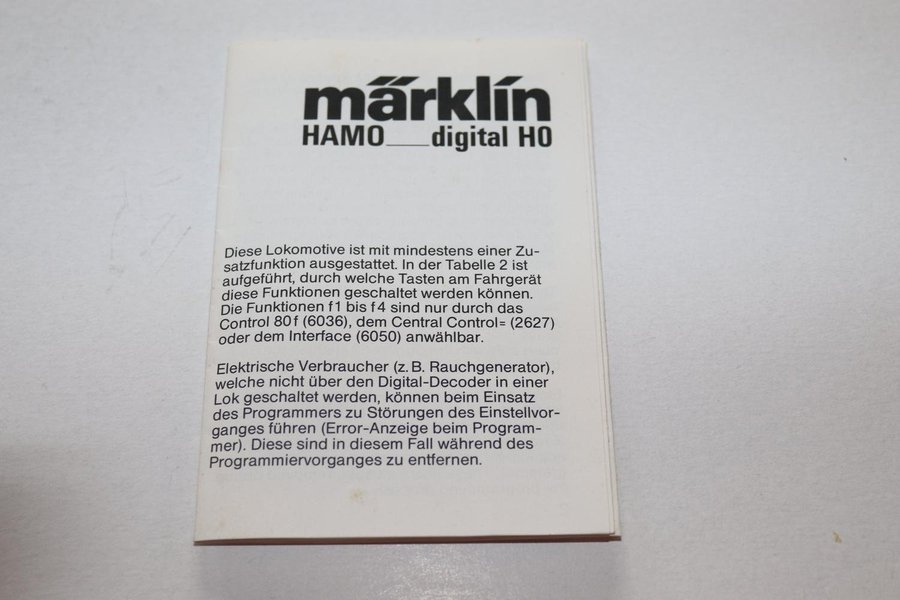 märklin
HAMO___digital H0
Diese Lokomotive ist mit mindestens einer Zu-
satzfunktion ausgestattet. In der Tabelle 2 ist
aufgeführt, durch welche Tasten am Fahrgerät
diese Funktionen geschaltet werden können.
Die Funktionen f1 bis f4 sind nur durch das
Control 80f (6036), dem Central Control= (2627)
oder dem Interface (6050) anwählbar.
Elektrische Verbraucher (z.B. Rauchgenerator),
welche nicht über den Digital-Decoder in einer
Lok geschaltet werden, können beim Einsatz
des Programmers zu Störungen des Einstellvor-
ganges führen (Error-Anzeige beim Program-
mer). Diese sind in diesem Fall während des
Programmiervorganges zu entfernen.